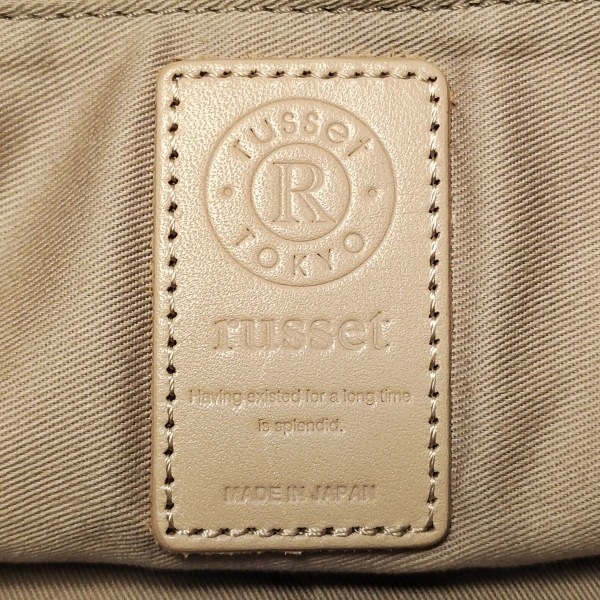 russet
R
TOKYO
russet
Having existed for a long time
is splendid.
MADE IN JAPAN